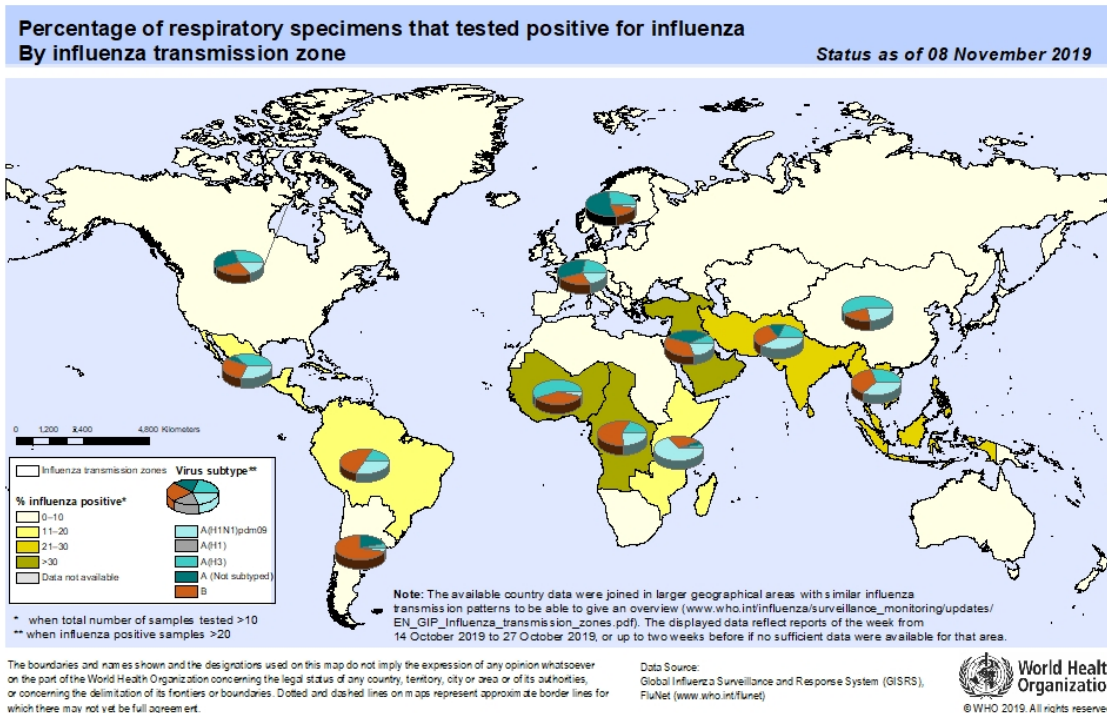 Percentage of respiratory specimens that tested positive for influenza
By influenza transmission zone
Status as of 08 November 2019
0 1,200 2,400 4,800 Kilometers
Influenza transmission zones
% influenza positive*
0–10
11–20
21–30
>30
Data not available
Virus subtype**
A(H1N1)pdm09
A(H1)
A(H3)
A (Not subtyped)
B
* when total number of samples tested >10
** when influenza positive samples >20
Note: The available country data were joined in larger geographical areas with similar influenza
transmission patterns to be able to give an overview (www.who.int/influenza/surveillance_monitoring/updates/
EN_GIP_Influenza_transmission_zones.pdf). The displayed data reflect reports of the week from
14 October 2019 to 27 October 2019, or up to two weeks before if no sufficient data were available for that area.
The boundaries and names shown and the designations used on this map do not imply the expression of any opinion whatsoever
on the part of the World Health Organization concerning the legal status of any country, territory, city or area or of its authorities,
or concerning the delimitation of its frontiers or boundaries. Dotted and dashed lines on maps represent approximate border lines for
which there may not yet be full agreement.
Data Source:
Global Influenza Surveillance and Response System (GISRS),
FluNet (www.who.int/flunet)
World Healt
Organizatio
© WHO 2019. All rights reserve